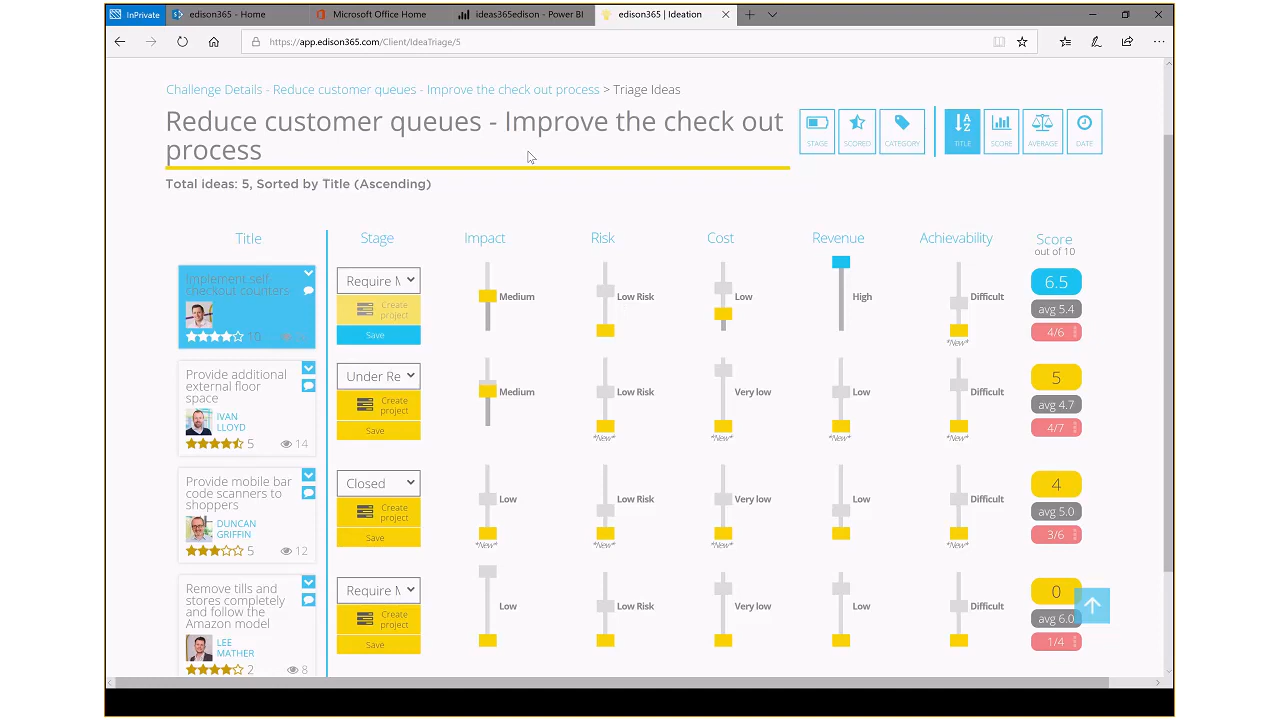 InPrivate
edison365 - Home
Microsoft Office Home
ideas365edison - Power BI
edison365 | Ideation
https://app.edison365.com/Client/IdeaTriage/5
Challenge Details - Reduce customer queues - Improve the check out process > Triage Ideas
Reduce customer queues - Improve the check out
process
STAGE
SCORED
CATEGORY
TITLE
SCORE
AVERAGE
DATE
Total ideas: 5, Sorted by Title (Ascending)
Title
Stage
Impact
Risk
Cost
Revenue
Achievability
Score
out of 10
Implement self-
checkout counters
10
Require M
Create
project
Save
Medium
Low Risk
Low
High
Difficult
*New*
6.5
avg 5.4
4/6
Provide additional
external floor
space
IVAN
LLOYD
5
14
Under Re
Create
project
Save
Medium
Low Risk
*New*
Very low
*New*
Low
*New*
Difficult
*New*
5
avg 4.7
4/7
Provide mobile bar
code scanners to
shoppers
DUNCAN
GRIFFIN
5
12
Closed
Create
project
Save
Low
*New*
Low Risk
*New*
Very low
*New*
Low
Difficult
*New*
4
avg 5.0
3/6
Remove tills and
stores completely
and follow the
Amazon model
LEE
MATHER
2
8
Require M
Create
project
Save
Low
Low Risk
Very low
Low
Difficult
0
avg 6.0
1/4